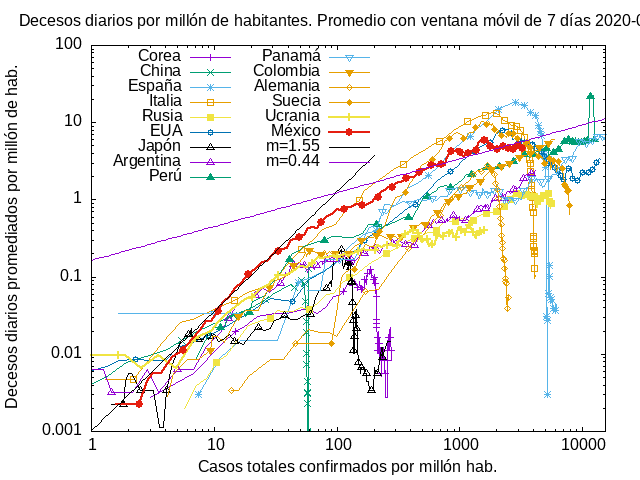 Decesos diarios por millón de habitantes. Promedio con ventana móvil de 7 días 2020-0
Decesos diarios promediados por millón de hab.
100
10
1
0.1
0.01
0.001
Corea
China
España
Italia
Rusia
EUA
Japón
Argentina
Perú
Panamá
Colombia
Alemania
Suecia
Ucrania
México
m=1.55
m=0.44
1 10 100 1000 10000
Casos totales confirmados por millón hab.